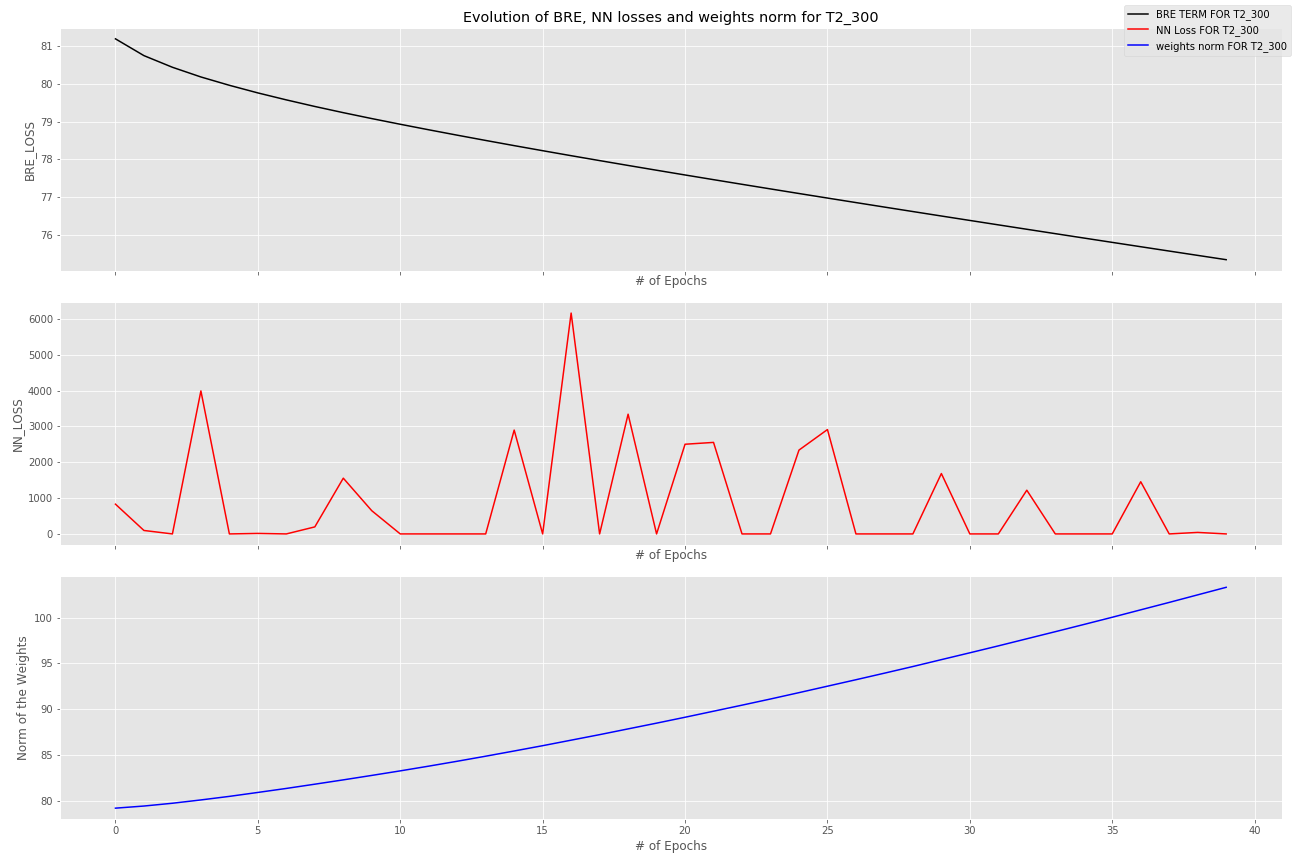 Evolution of BRE, NN losses and weights norm for T2_300
BRE TERM FOR T2_300
NN Loss FOR T2_300
weights norm FOR T2_300
BRE_LOSS
81
80
79
78
77
76
# of Epochs
NN_LOSS
6000
5000
4000
3000
2000
1000
0
# of Epochs
Norm of the Weights
100
95
90
85
80
0 5 10 15 20 25 30 35 40
# of Epochs